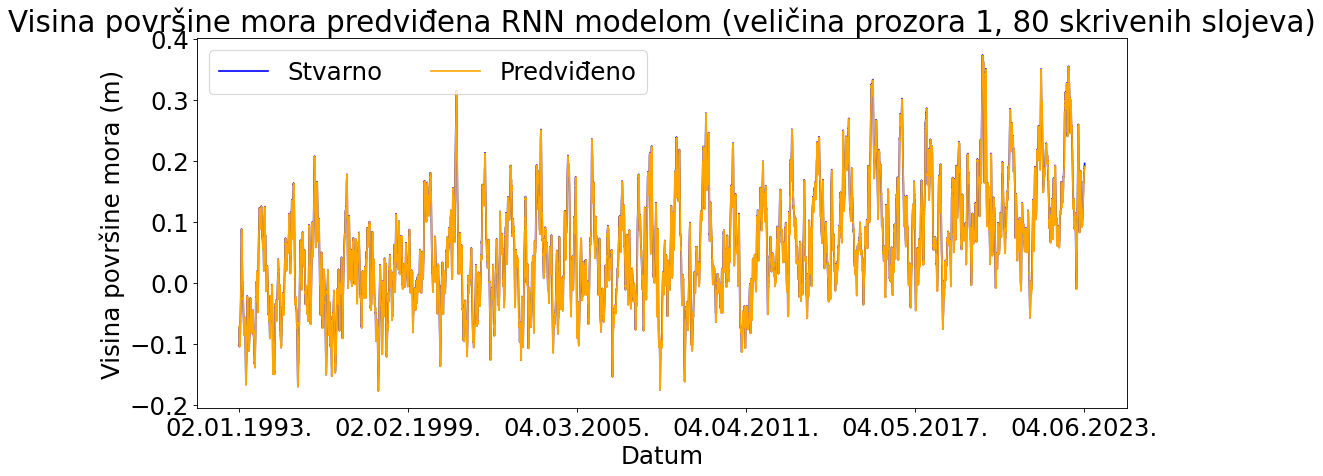 Visina površine mora predviđena RNN modelom (veličina prozora 1, 80 skrivenih slojeva)
Stvarno
Predviđeno
Visina površine mora (m)
0.4
0.3
0.2
0.1
0.0
−0.1
−0.2
02.01.1993.
02.02.1999.
04.03.2005.
04.04.2011.
04.05.2017.
04.06.2023.
Datum